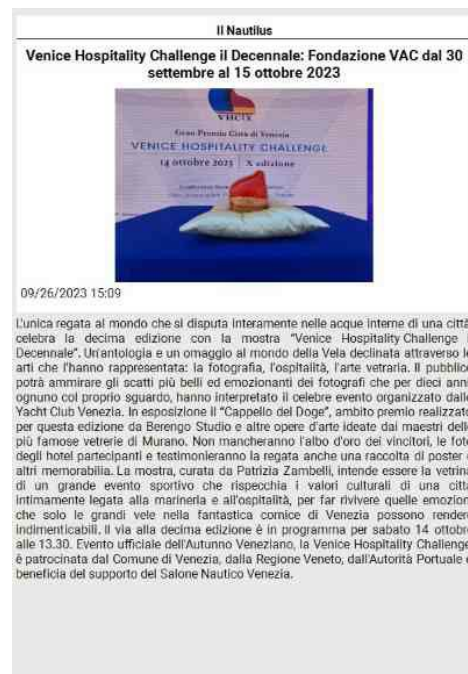 Il Nautilus
Venice Hospitality Challenge il Decennale: Fondazione VAC dal 30
settembre al 15 ottobre 2023
VHC
Gran Premio Città di Venezia
VENICE HOSPITALITY CHALLENGE
14 ottobre 2023 | X edizione
09/26/2023 15:09
L'unica regata al mondo che si disputa interamente nelle acque interne di una città
celebra la decima edizione con la mostra "Venice Hospitality Challenge i
Decennale". Un'antologia e un omaggio al mondo della Vela declinata attraverso le
arti che l'hanno rappresentata: la fotografia, l'ospitalità, l'arte vetraria. Il pubblico
potrà ammirare gli scatti più belli ed emozionanti dei fotografi che per dieci ann
ognuno col proprio sguardo, hanno interpretato il celebre evento organizzato dalle
Yacht Club Venezia. In esposizione il "Cappello del Doge", ambito premio realizzato
per questa edizione da Berengo Studio e altre opere d'arte ideate dai maestri delle
più famose vetrerie di Murano. Non mancheranno l'albo d'oro dei vincitori, le foto
degli hotel partecipanti e testimonieranno la regata anche una raccolta di poster e
altri memorabilia. La mostra, curata da Patrizia Zambelli, intende essere la vetrina
di un grande evento sportivo che rispecchia i valori culturali di una città
intimamente legata alla marineria e all'ospitalità, per far rivivere quelle emozion
che solo le grandi vele nella fantastica cornice di Venezia possono rendere
indimenticabili. Il via alla decima edizione è in programma per sabato 14 ottobre
alle 13.30. Evento ufficiale dell'Autunno Veneziano, la Venice Hospitality Challenge
è patrocinata dal Comune di Venezia, dalla Regione Veneto, dall'Autorità Portuale e
beneficia del supporto del Salone Nautico Venezia.